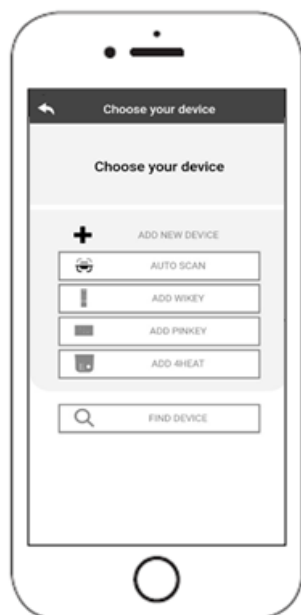 Choose your device
Choose your device
ADD NEW DEVICE
AUTO SCAN
ADD WIKEY
ADD PINKEY
ADD 4HEAT
FIND DEVICE